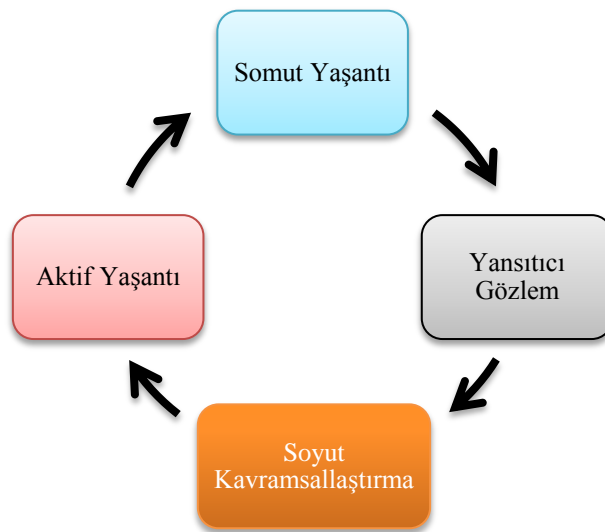 Somut Yaşantı
Yansıtıcı
Gözlem
Soyut
Kavramsallaştırma
Aktif Yaşantı